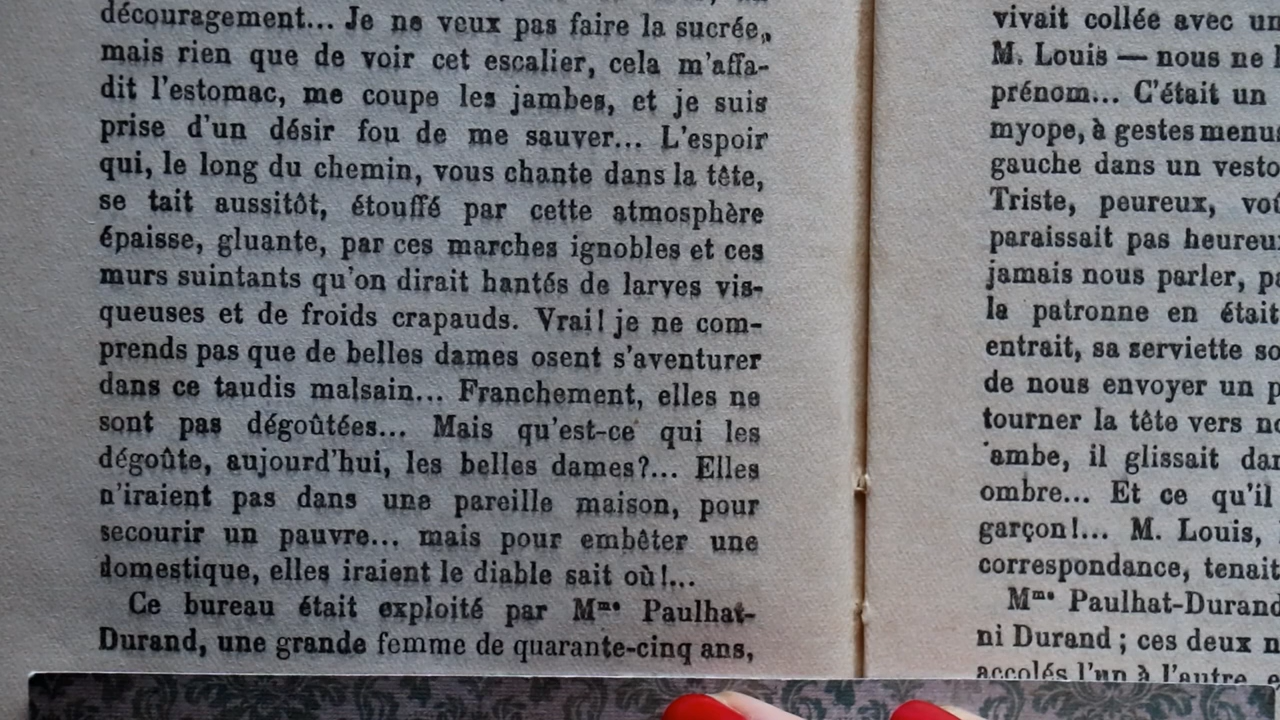 découragement... Je ne veux pas faire la sucrée,
mais rien que de voir cet escalier, cela m'affa-
dit l'estomac, me coupe les jambes, et je suis
prise d'un désir fou de me sauver... L'espoir
qui, le long du chemin, vous chante dans la tête,
se tait aussitôt, étouffé par cette atmosphère
épaisse, gluante, par ces marches ignobles et ces
murs suintants qu'on dirait hantés de larves vis-
queuses et de froids crapauds. Vrai! je ne com-
prends pas que de belles dames osent s'aventurer
dans ce taudis malsain... Franchement, elles ne
sont pas dégoûtées... Mais qu'est-ce qui les
dégoûte, aujourd'hui, les belles dames?... Elles
n'iraient pas dans une pareille maison, pour
secourir un pauvre... mais pour embêter une
domestique, elles iraient le diable sait où!...
Ce bureau était exploité par Mme Paulhat-
Durand, une grande femme de quarante-cinq ans,
vivait collée avec un
M. Louis — nous ne
prénom... C'était un
myope, à gestes menu
gauche dans un vesto
Triste, peureux, voû
paraissait pas heureu
jamais nous parler, pa
la patronne en était
entrait, sa serviette so
de nous envoyer un p
tourner la tête vers no
ambe, il glissait dan
ombre... Et ce qu'il
garçon!... M. Louis,
correspondance, tenait
Mme Paulhat-Durand
ni Durand ; ces deux n
accolés l'un à l'autre, e